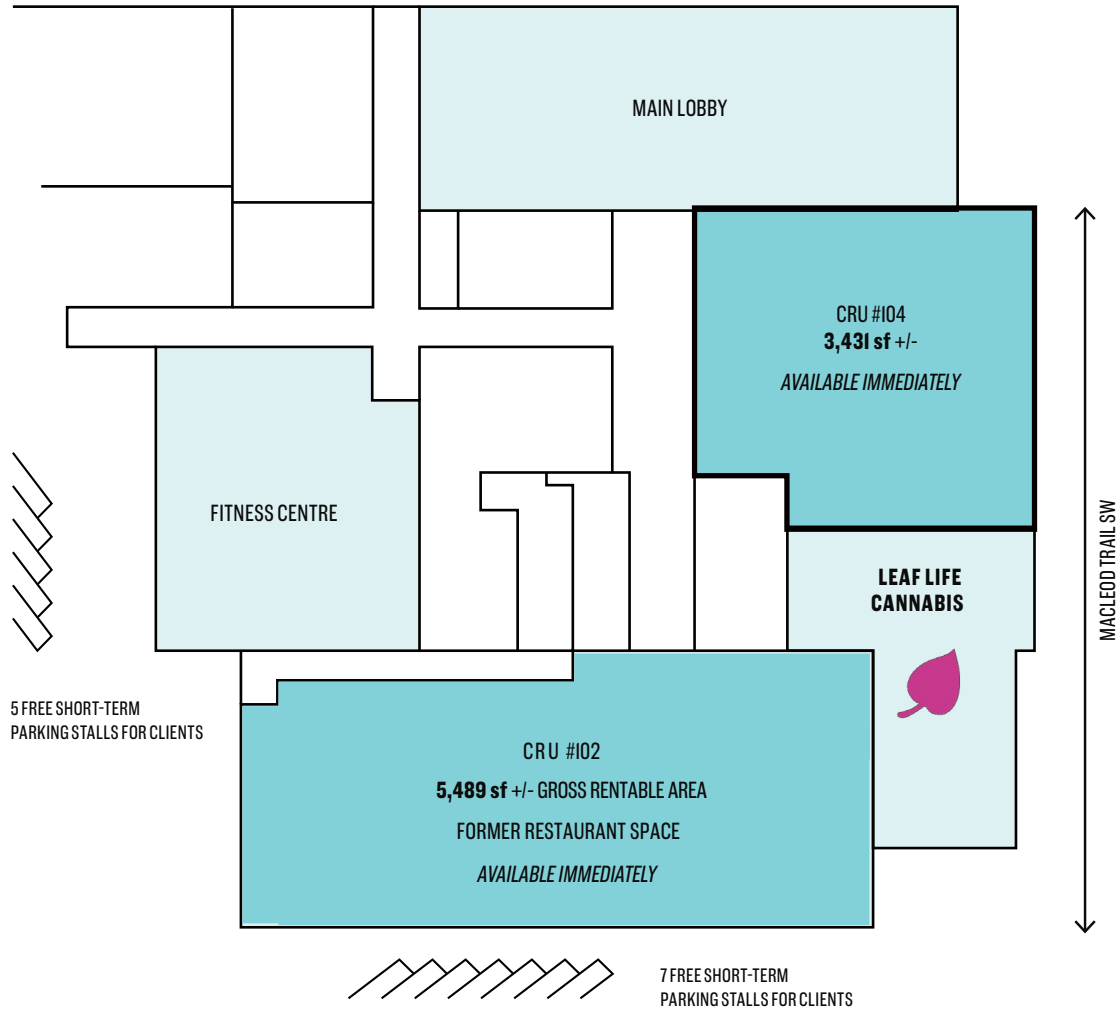 MAIN LOBBY
CRU #104
3,431 sf +/-
AVAILABLE IMMEDIATELY
FITNESS CENTRE
LEAF LIFE
CANNABIS
MACLEOD TRAIL SW
5 FREE SHORT-TERM
PARKING STALLS FOR CLIENTS
CRU #102
5,489 sf +/- GROSS RENTABLE AREA
FORMER RESTAURANT SPACE
AVAILABLE IMMEDIATELY
7 FREE SHORT-TERM
PARKING STALLS FOR CLIENTS